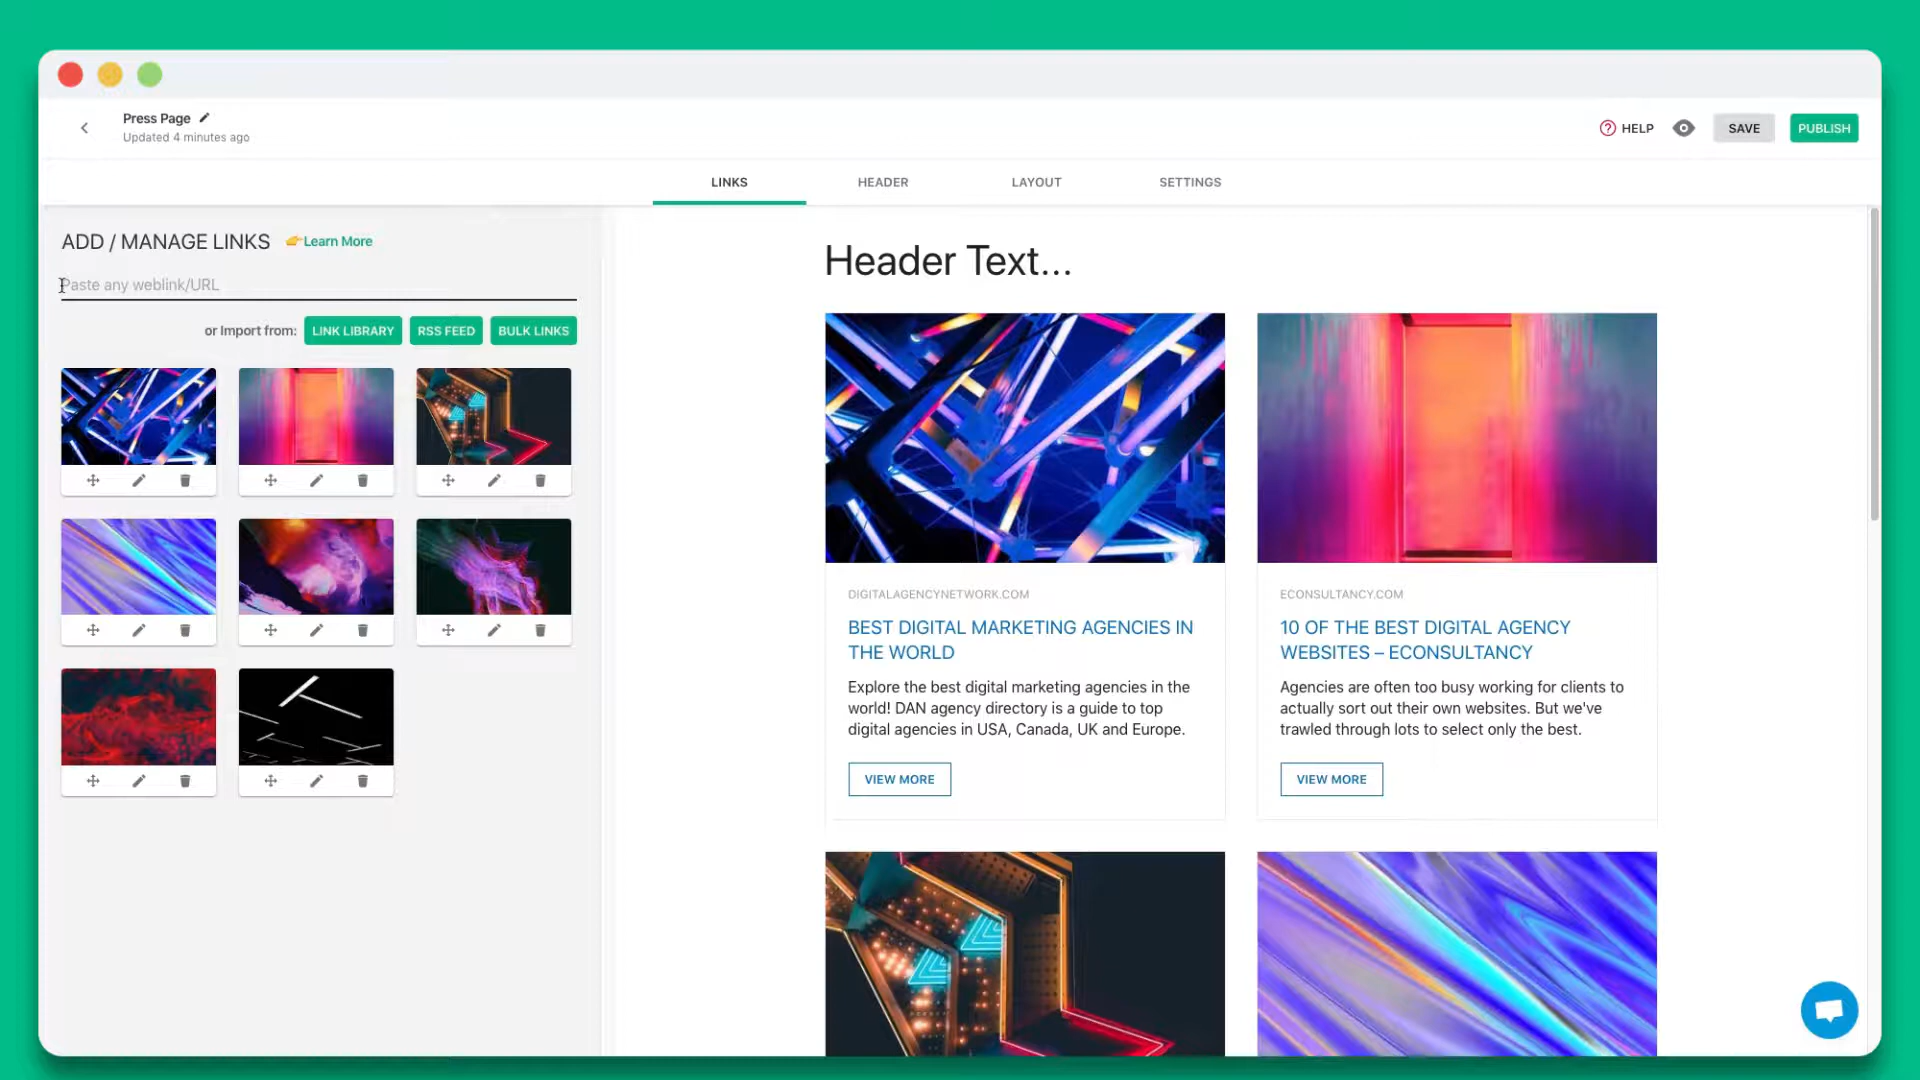 Press Page
Updated 4 minutes ago
HELP
SAVE
PUBLISH
LINKS
HEADER
LAYOUT
SETTINGS
ADD / MANAGE LINKS
Learn More
Paste any weblink/URL
or Import from:
LINK LIBRARY
RSS FEED
BULK LINKS
Header Text...
DIGITALAGENCYNETWORK.COM
BEST DIGITAL MARKETING AGENCIES IN
THE WORLD
Explore the best digital marketing agencies in the
world! DAN agency directory is a guide to top
digital agencies in USA, Canada, UK and Europe.
VIEW MORE
ECONSULTANCY.COM
10 OF THE BEST DIGITAL AGENCY
WEBSITES – ECONSULTANCY
Agencies are often too busy working for clients to
actually sort out their own websites. But we've
trawled through lots to select only the best.
VIEW MORE